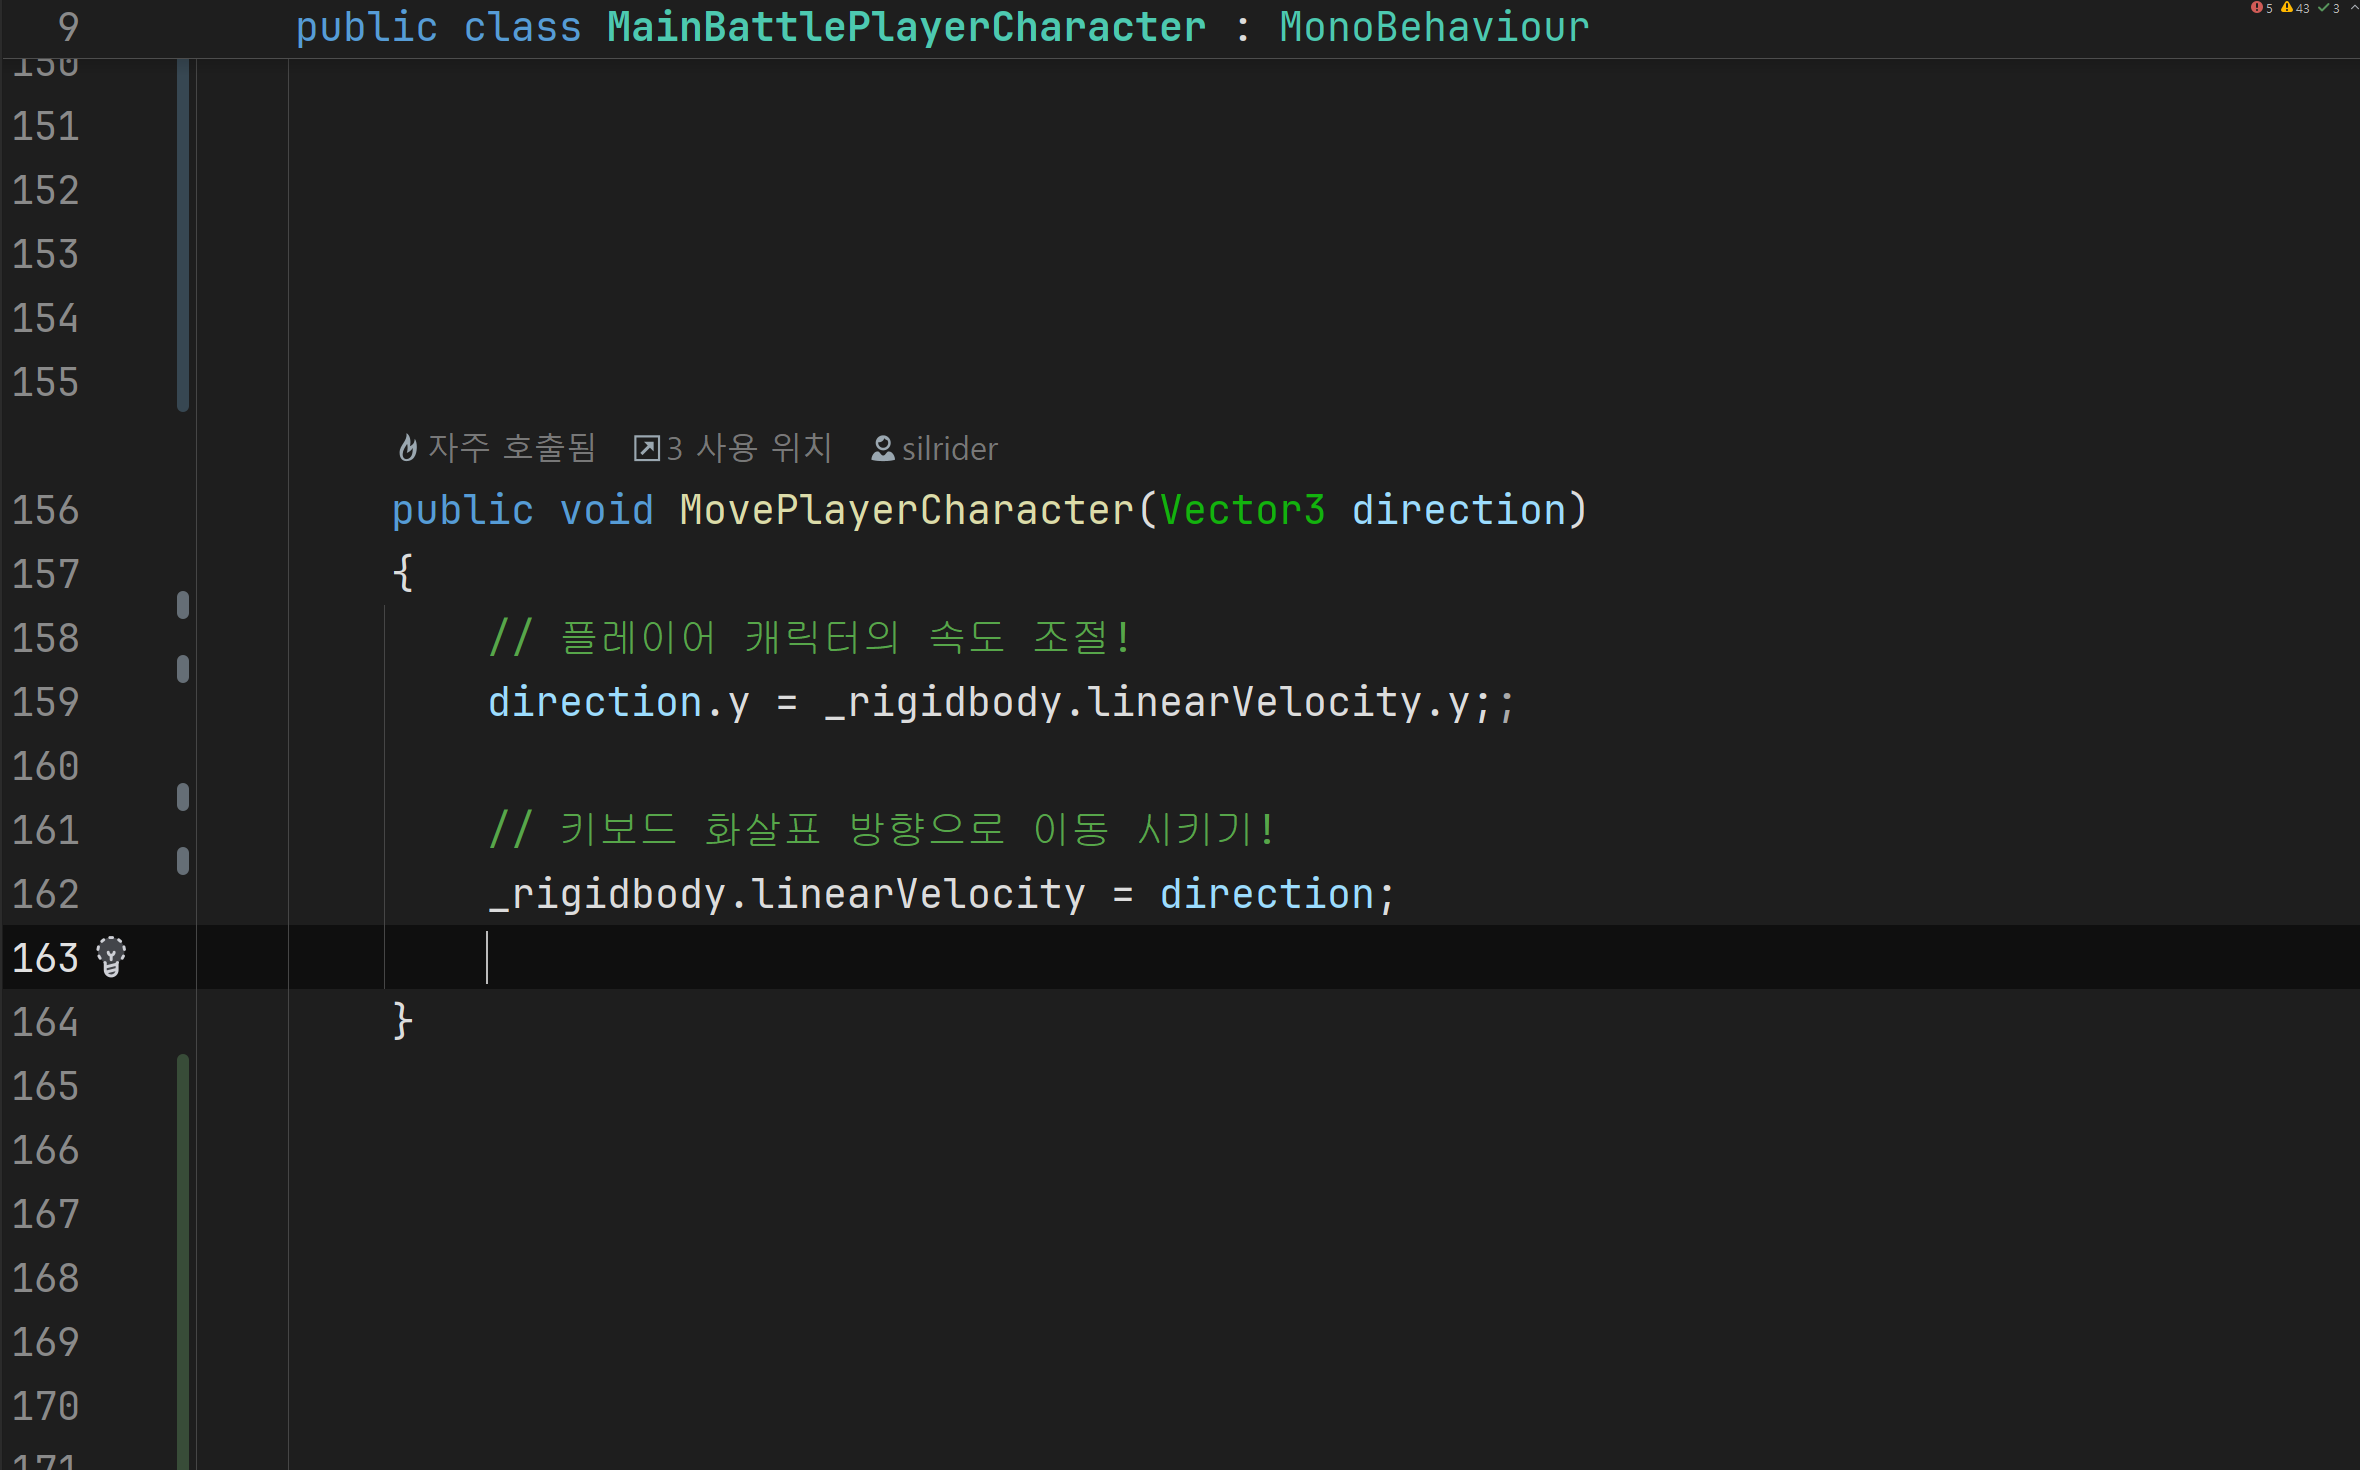 9 public class MainBattlePlayerCharacter : MonoBehaviour
5 43 3
150
151
152
153
154
155
자주 호출됨 3 사용 위치 silrider
156 public void MovePlayerCharacter(Vector3 direction)
157 {
158 // 플레이어 캐릭터의 속도 조절!
159 direction.y = _rigidbody.linearVelocity.y;;
160
161 // 키보드 화살표 방향으로 이동 시키기!
162 _rigidbody.linearVelocity = direction;
163
164 }
165
166
167
168
169
170
171